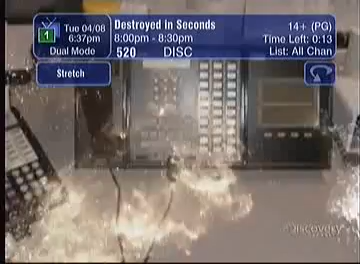 1
Tue 04/08
6:37pm
Dual Mode
Destroyed in Seconds
8:00pm - 8:30pm
520 DISC
14+ (PG)
Time Left: 0:13
List: All Chan
Stretch
Discovery